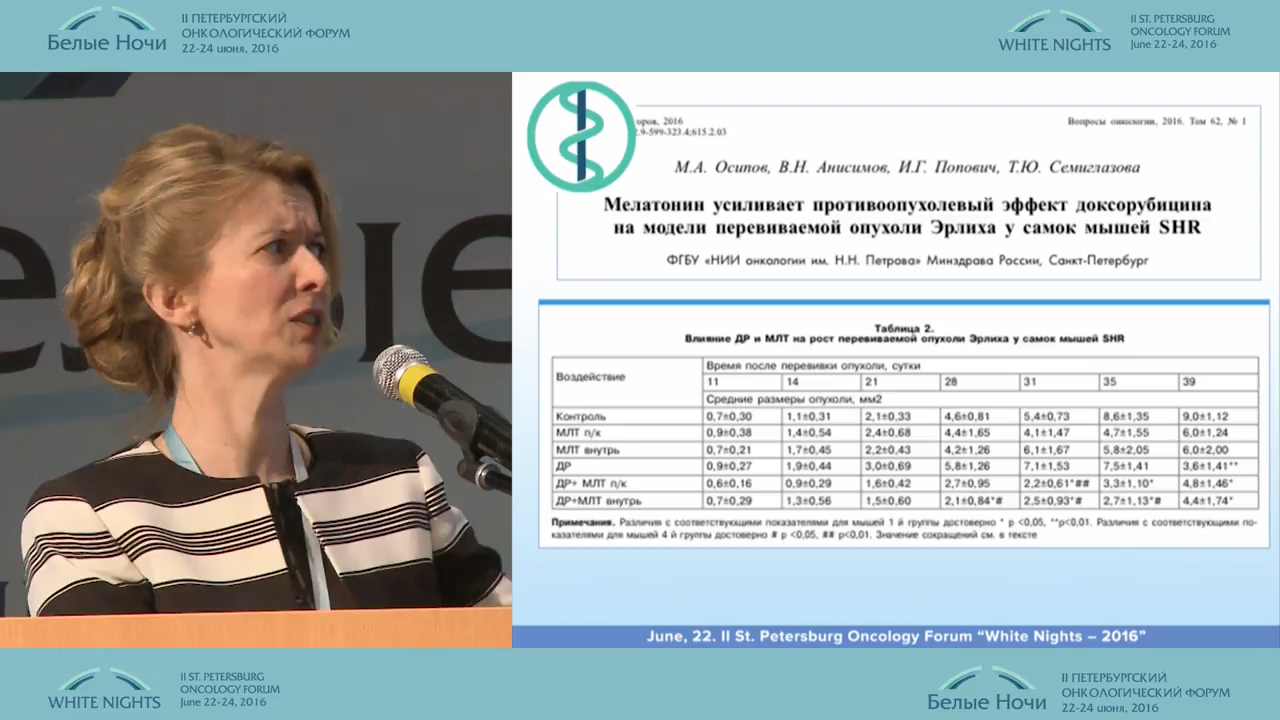 Белые Ночи
II ПЕТЕРБУРГСКИЙ
ОНКОЛОГИЧЕСКИЙ ФОРУМ
22-24 июня, 2016
WHITE NIGHTS
II ST. PETERSBURG
ONCOLOGY FORUM
June 22-24, 2016
2016
2.9-599-323.4;615.2.03
Вопросы онкологии, 2016. Том 62, № 1
М.А. Осипов, В.Н. Анисимов, И.Г. Попович, Т.Ю. Семиглазова
Мелатонин усиливает противоопухолевый эффект доксорубицина
на модели перевиваемой опухоли Эрлиха у самок мышей SHR
ФГБУ «НИИ онкологии им. Н.Н. Петрова» Минздрава России, Санкт-Петербург
Таблица 2.
Влияние ДР и МЛТ на рост перевиваемой опухоли Эрлиха у самок мышей SHR
Воздействие
Время после перевивки опухоли, сутки
11 14 21 28 31 35 39
Средние размеры опухоли, мм2
Контроль 0,7±0,30 1,1±0,31 2,1±0,33 4,6±0,81 5,4±0,73 8,6±1,35 9,0±1,12
МЛТ п/к 0,9±0,38 1,4±0,54 2,4±0,68 4,4±1,65 4,1±1,47 4,7±1,55 6,0±1,24
МЛТ внутрь 0,7±0,21 1,7±0,45 2,2±0,43 4,2±1,26 6,1±1,67 5,8±2,05 6,0±2,00
ДР 0,9±0,27 1,9±0,44 3,0±0,69 5,8±1,26 7,1±1,53 7,5±1,41 3,6±1,41**
ДР+ МЛТ п/к 0,6±0,16 0,9±0,29 1,6±0,42 2,7±0,95 2,2±0,61*## 3,3±1,10* 4,8±1,46*
ДР+МЛТ внутрь 0,7±0,29 1,3±0,56 1,5±0,60 2,1±0,84*# 2,5±0,93*# 2,7±1,13*# 4,4±1,74*
Примечания. Различия с соответствующими показателями для мышей 1 й группы достоверно * p <0,05, **p<0,01. Различия с соответствующими по-
казателями для мышей 4 й группы достоверно # p <0,05, ## p<0,01. Значение сокращений см. в тексте
June, 22. II St. Petersburg Oncology Forum “White Nights – 2016”
WHITE NIGHTS
II ST. PETERSBURG
ONCOLOGY FORUM
June 22-24, 2016
Белые Ночи
II ПЕТЕРБУРГСКИЙ
ОНКОЛОГИЧЕСКИЙ ФОРУМ
22-24 июня, 2016